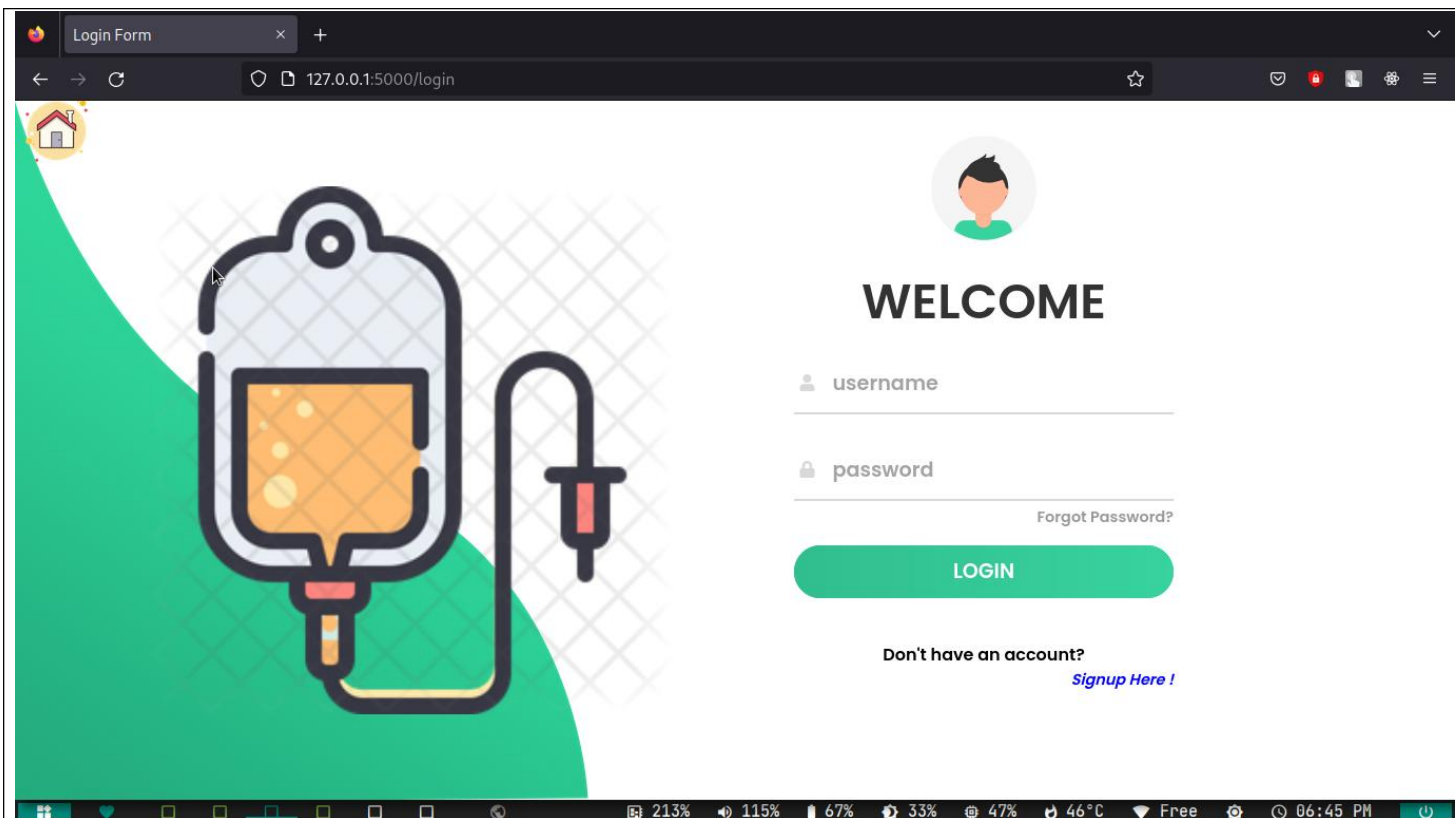 Login Form
127.0.0.1:5000/login
WELCOME
username
password
Forgot Password?
LOGIN
Don't have an account?
Signup Here !
213% 115% 67% 33% 47% 46°C Free 06:45 PM